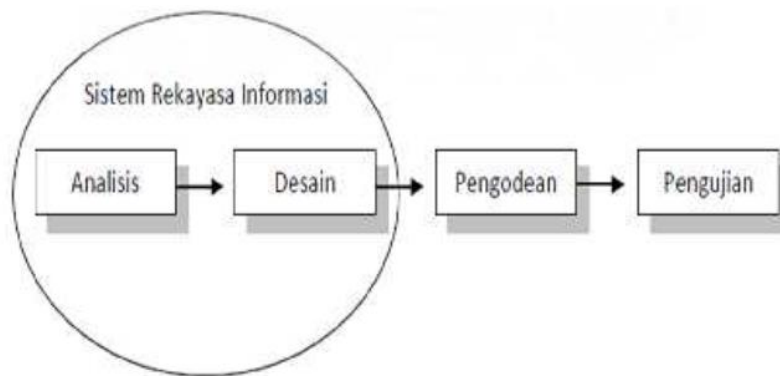 Sistem Rekayasa Informasi
Analisis
Desain
Pengodean
Pengujian